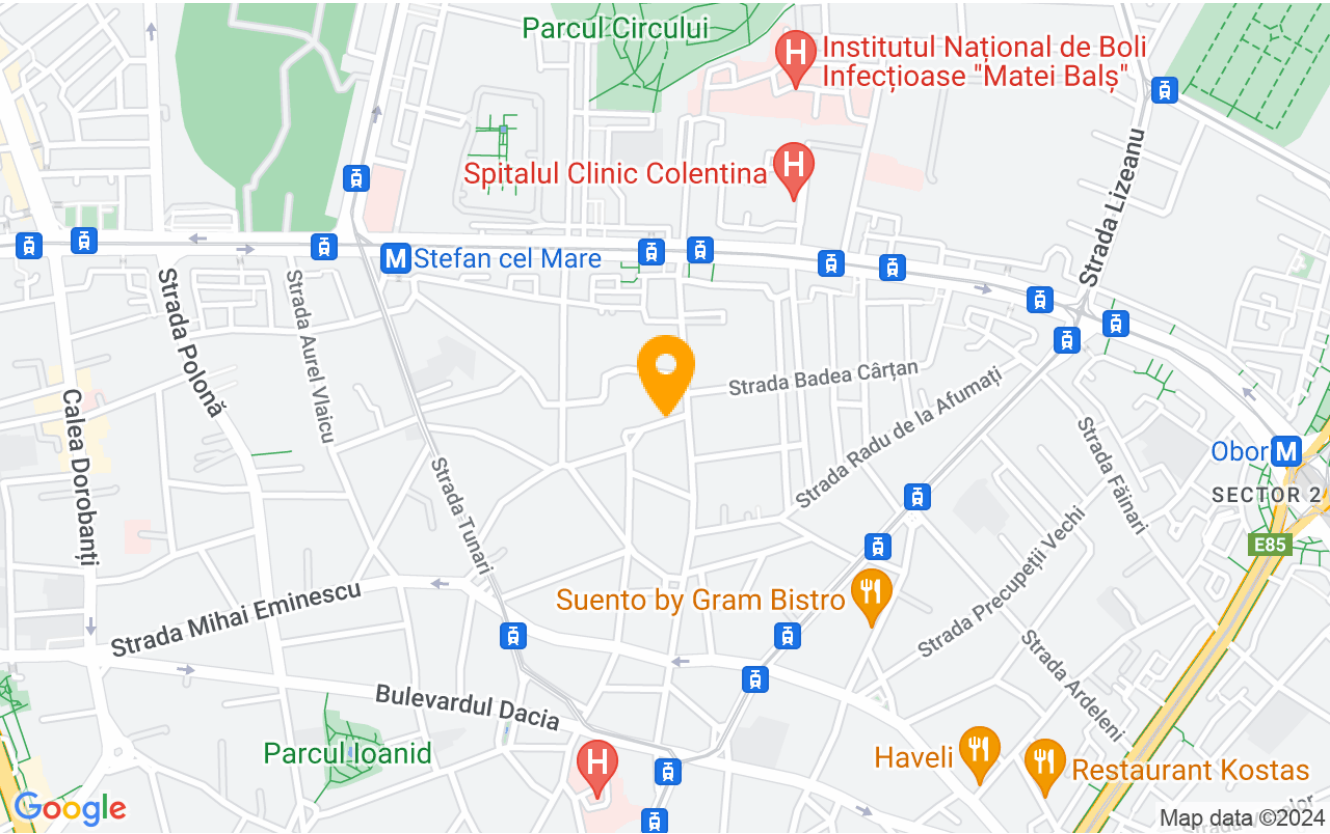 Parcul Circului
H
Institutul Național de Boli
Infecțioase "Matei Balș"
H
Spitalul Clinic Colentina
Strada Lizeanu
M Stefan cel Mare
Strada Polonă
Strada Aurel Vlaicu
Strada Badea Cârțan
Strada Radu de la Afumați
Calea Dorobanți
Strada Făinari
Obor M
SECTOR 2
Strada Tunari
E85
Strada Precupeții Vechi
Strada Mihai Eminescu
Suento by Gram Bistro
Strada Ardeleni
Bulevardul Dacia
Parcul Ioanid
H
Haveli
Restaurant Kostas
Google
Map data ©2024